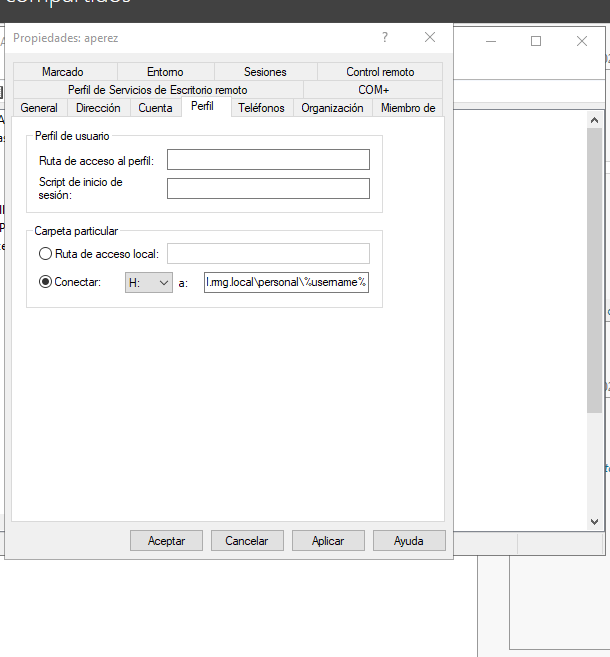 compartidos
Propiedades: aperez
Marcado Entorno Sesiones Control remoto
Perfil de Servicios de Escritorio remoto COM+
General Dirección Cuenta Perfil Teléfonos Organización Miembro de
Perfil de usuario
Ruta de acceso al perfil:
Script de inicio de
sesión:
Carpeta particular
Ruta de acceso local:
Conectar: H: a: l.rmg.local\personal\%username%
Aceptar Cancelar Aplicar Ayuda